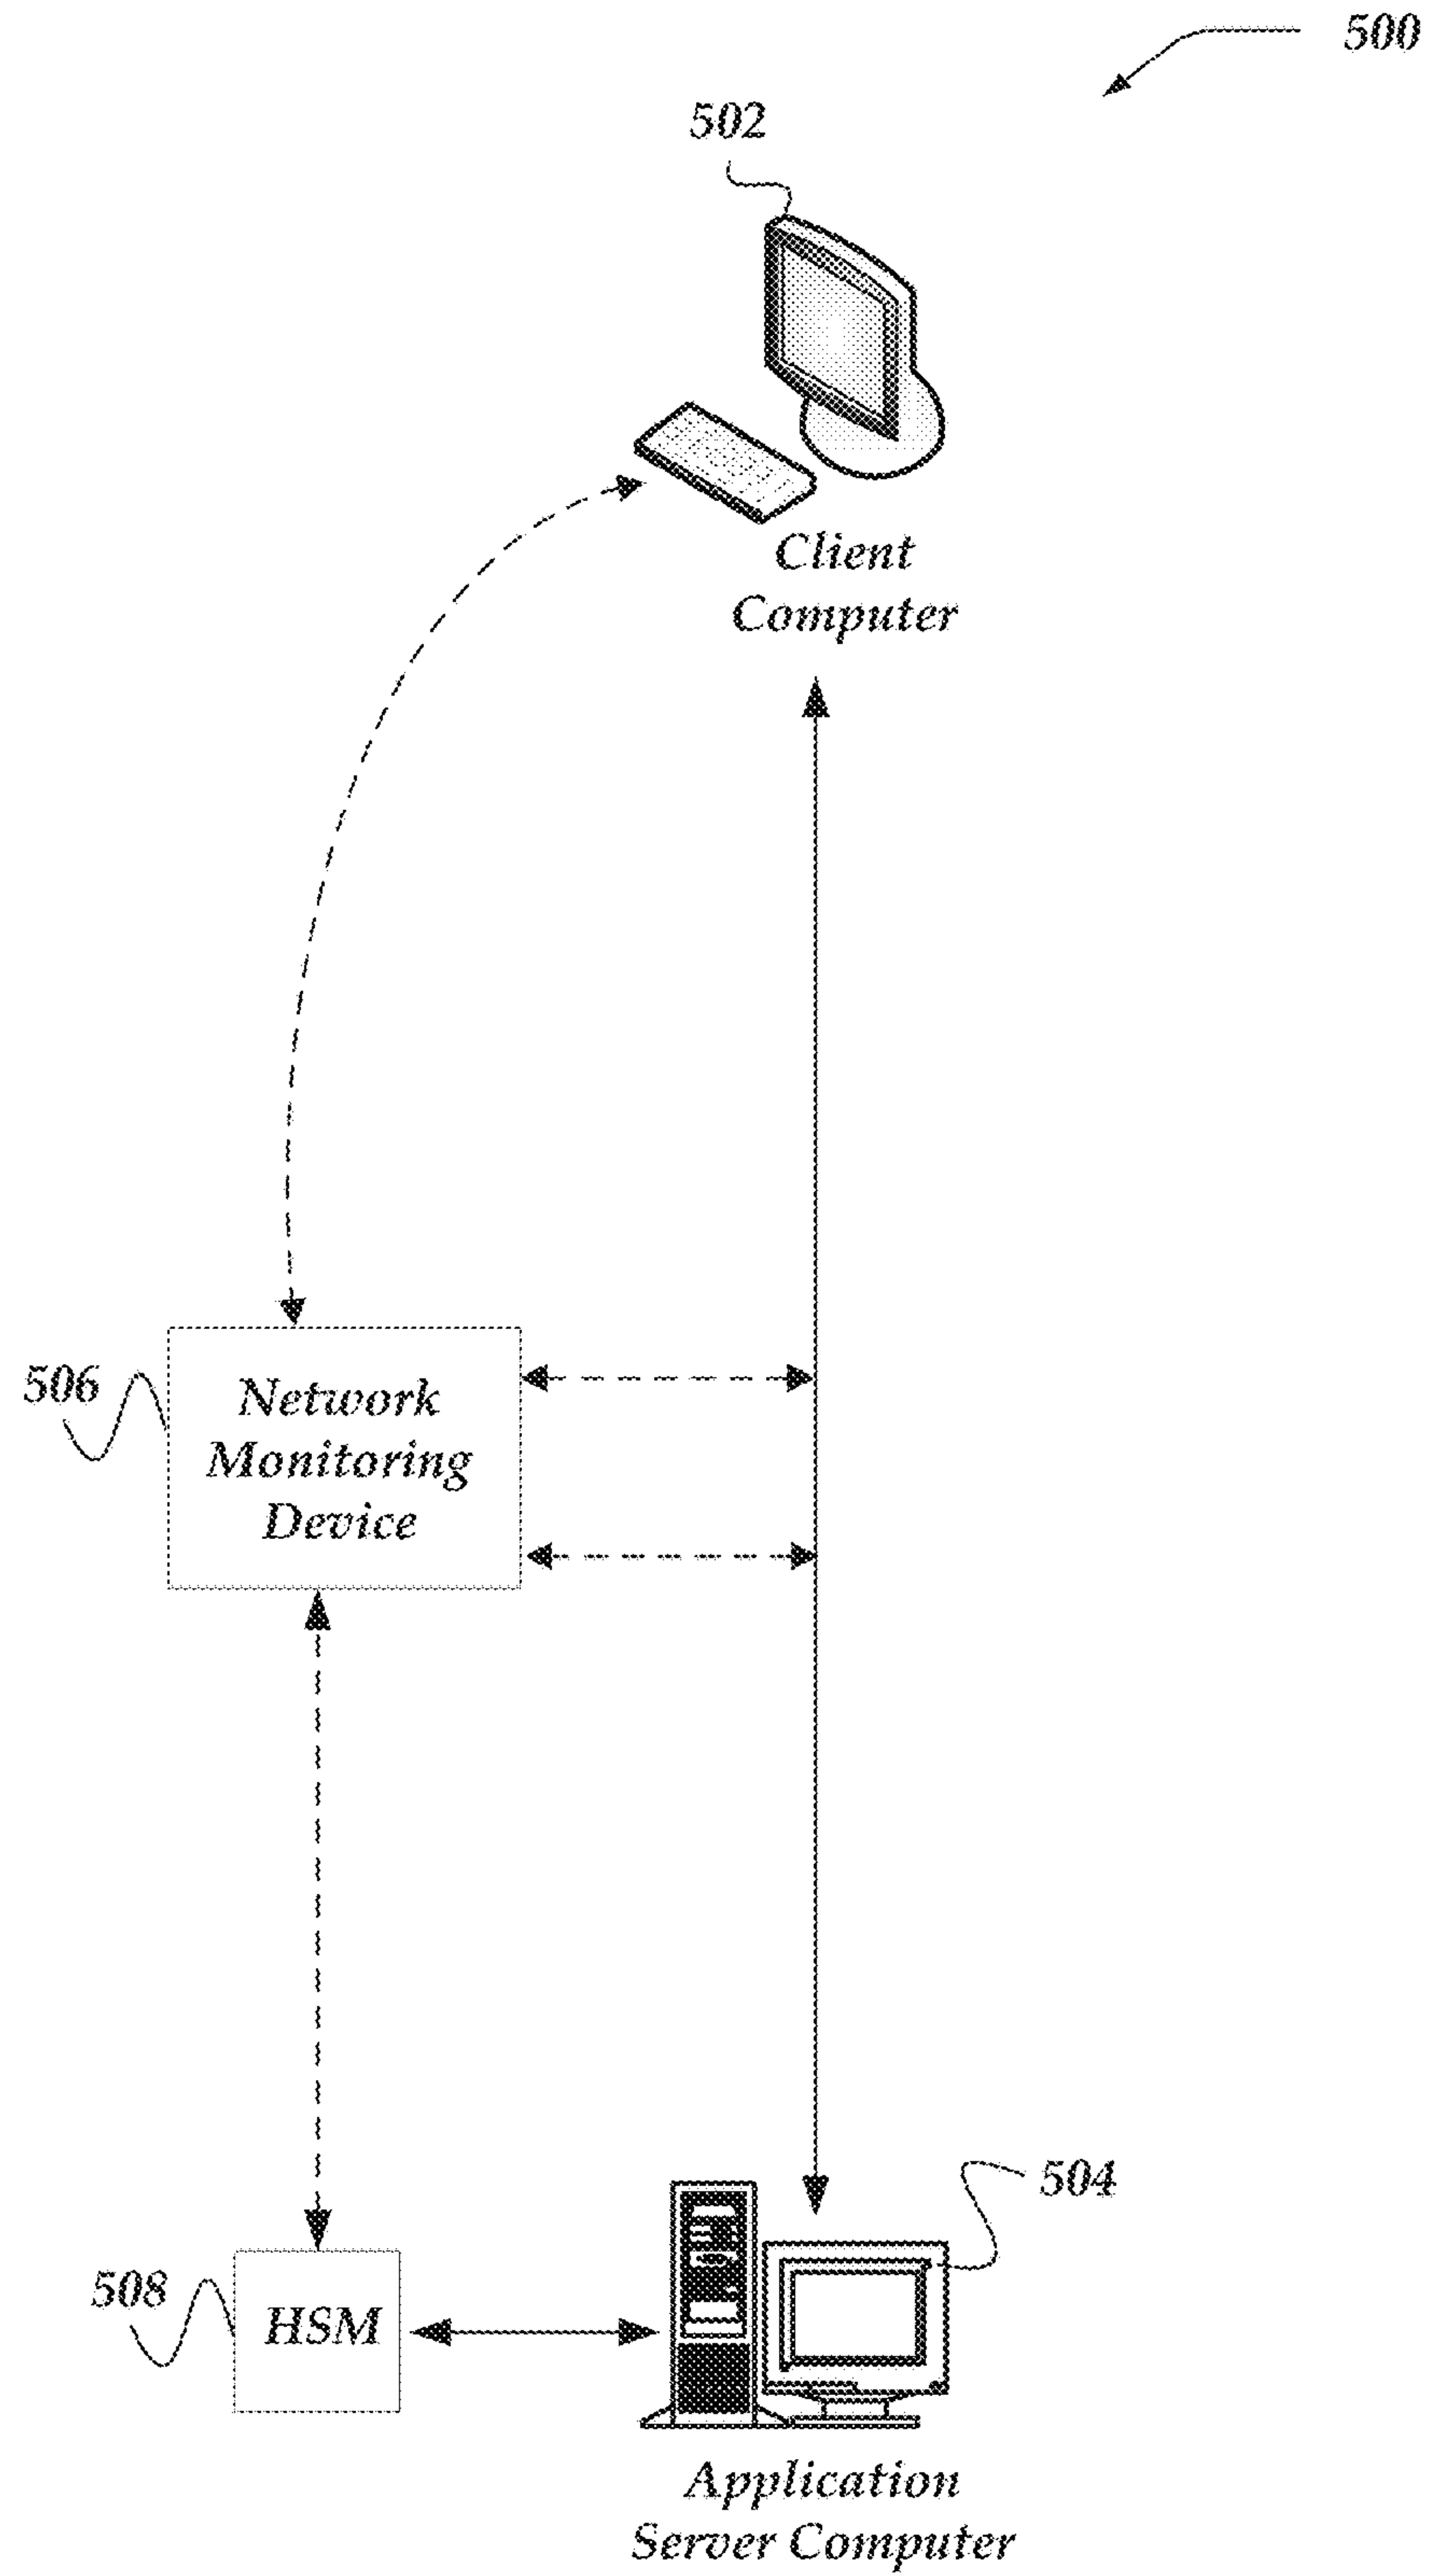 500
502
Client
Computer
506
Network
Monitoring
Device
504
508
HSM
Application
Server Computer